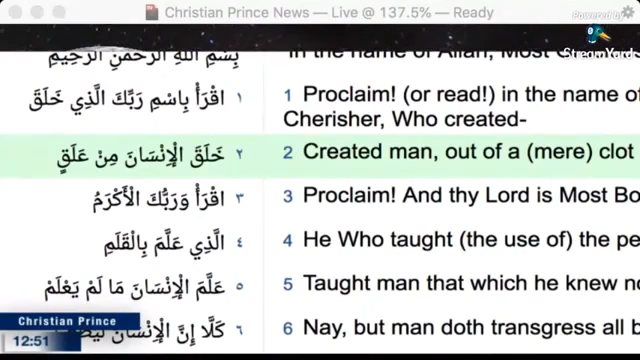 Christian Prince News — Live @ 137.5% — Ready
Powered by
StreamYard
بِسْمِ اللَّهِ الرَّحْمَٰنِ الرَّحِيمِ
In the name of Allah, Most
١ اقْرَأْ بِاسْمِ رَبِّكَ الَّذِي خَلَقَ
1 Proclaim! (or read!) in the name of
Cherisher, Who created-
٢ خَلَقَ الْإِنْسَانَ مِنْ عَلَقٍ
2 Created man, out of a (mere) clot
٣ اقْرَأْ وَرَبُّكَ الْأَكْرَمُ
3 Proclaim! And thy Lord is Most Bo
٤ الَّذِي عَلَّمَ بِالْقَلَمِ
4 He Who taught (the use of) the pe
٥ عَلَّمَ الْإِنْسَانَ مَا لَمْ يَعْلَمْ
5 Taught man that which he knew no
٦ كَلَّا إِنَّ الْإِنْسَانَ
6 Nay, but man doth transgress all b
Christian Prince
12:51